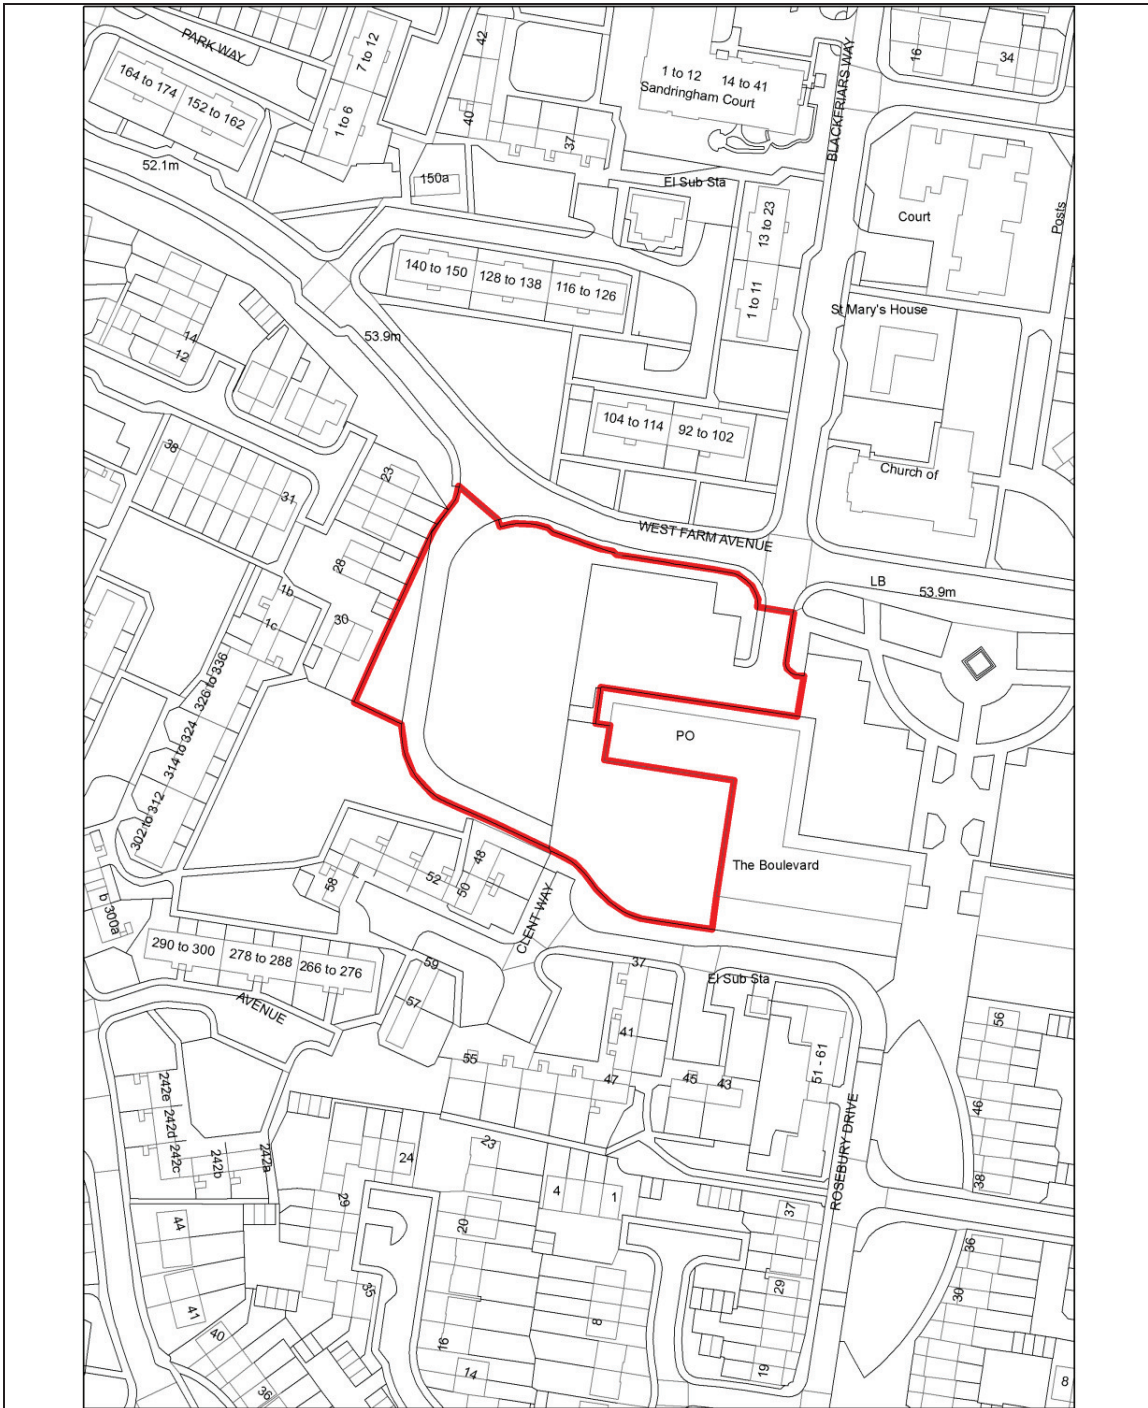 PARK WAY
7 to 12
42
1 to 12
14 to 41
Sandringham Court
BLACKFRIARS WAY
16
34
164 to 174
152 to 162
1 to 6
40
37
52.1m
150a
El Sub Sta
13 to 23
Court
Posts
140 to 150
128 to 138
116 to 126
1 to 11
St Mary's House
14
12
53.9m
104 to 114
92 to 102
38
31
23
Church of
WEST FARM AVENUE
28
1b
1c
30
LB
53.9m
326 to 336
314 to 324
302 to 312
PO
The Boulevard
58
52
50
48
CLENT WAY
b
300a
290 to 300
278 to 288
266 to 276
59
57
37
El Sub Sta
AVENUE
41
56
55
47
45
43
51 - 61
46
38
242e
242d
242c
242b
242a
24
23
4
1
ROSEBURY DRIVE
29
20
37
44
41
35
29
36
30
40
36
16
14
8
19
8